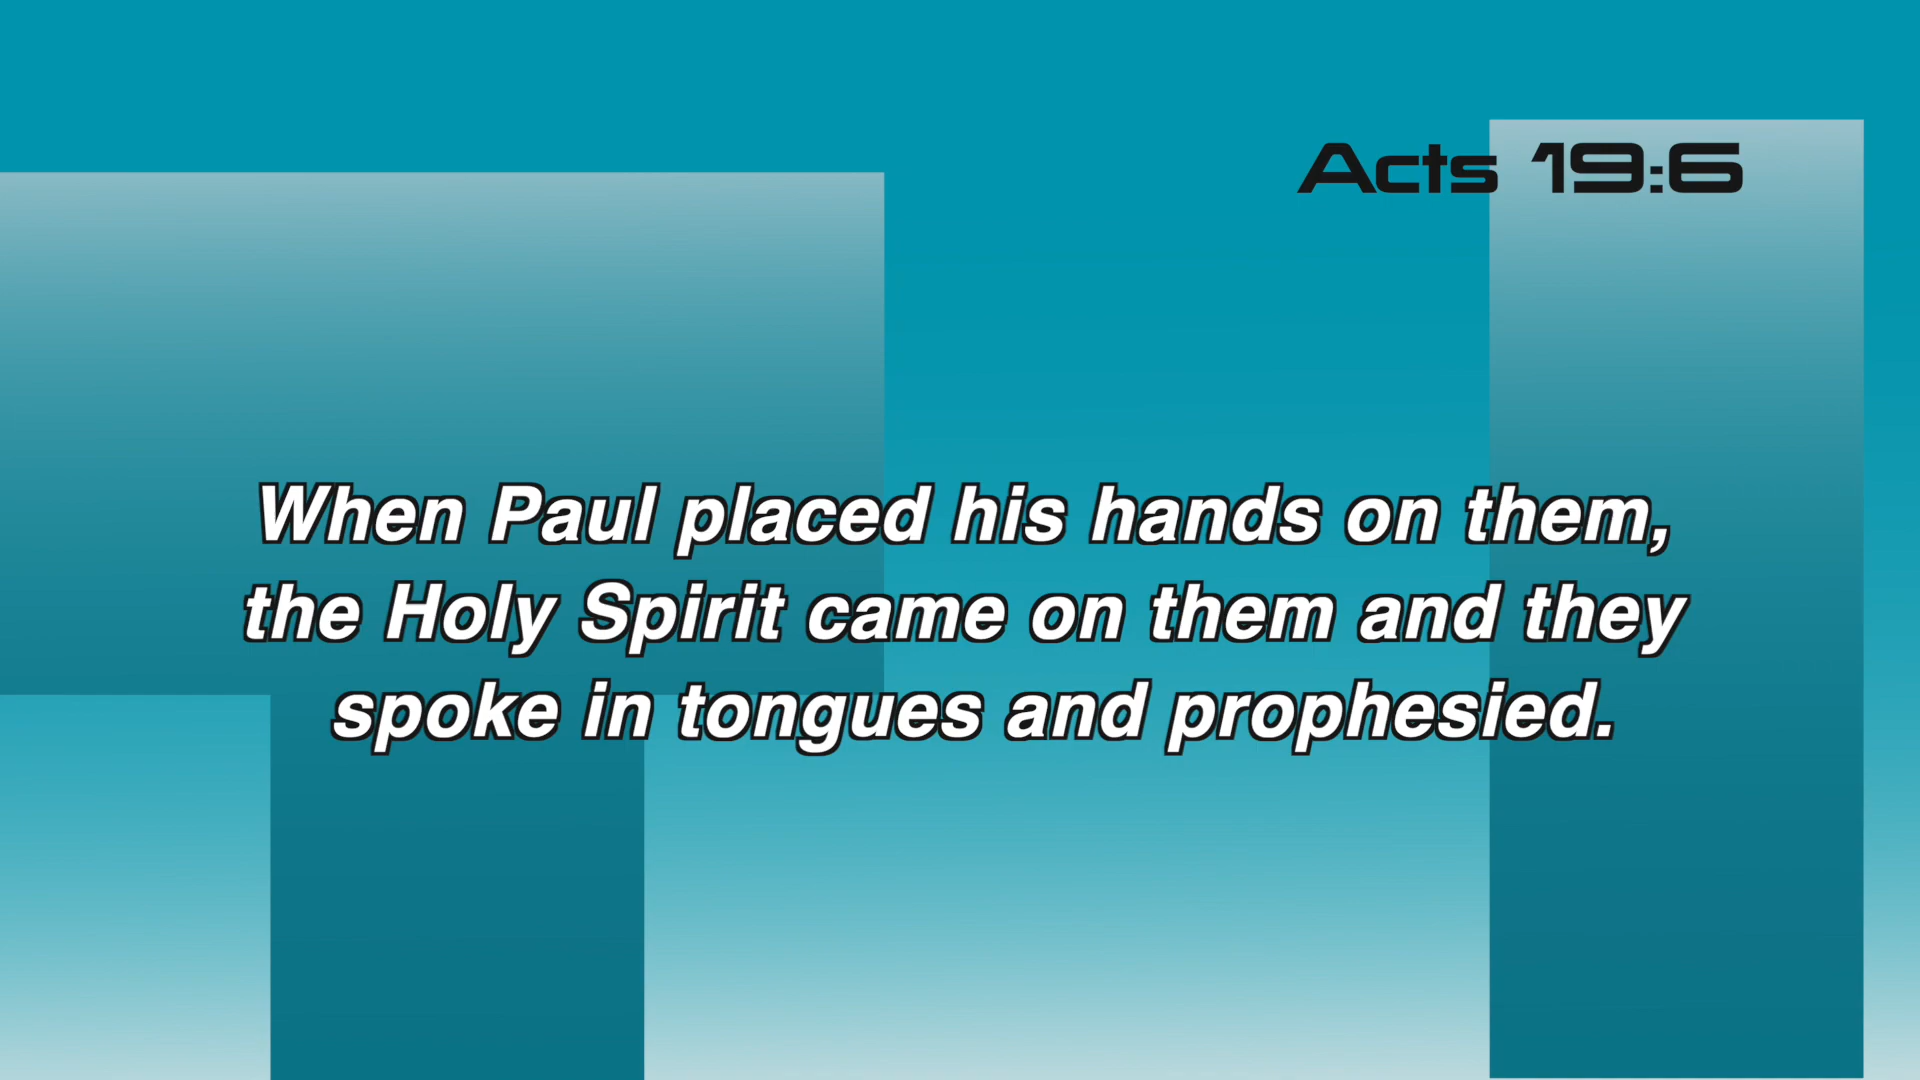 Acts 19:6
When Paul placed his hands on them,
the Holy Spirit came on them and they
spoke in tongues and prophesied.